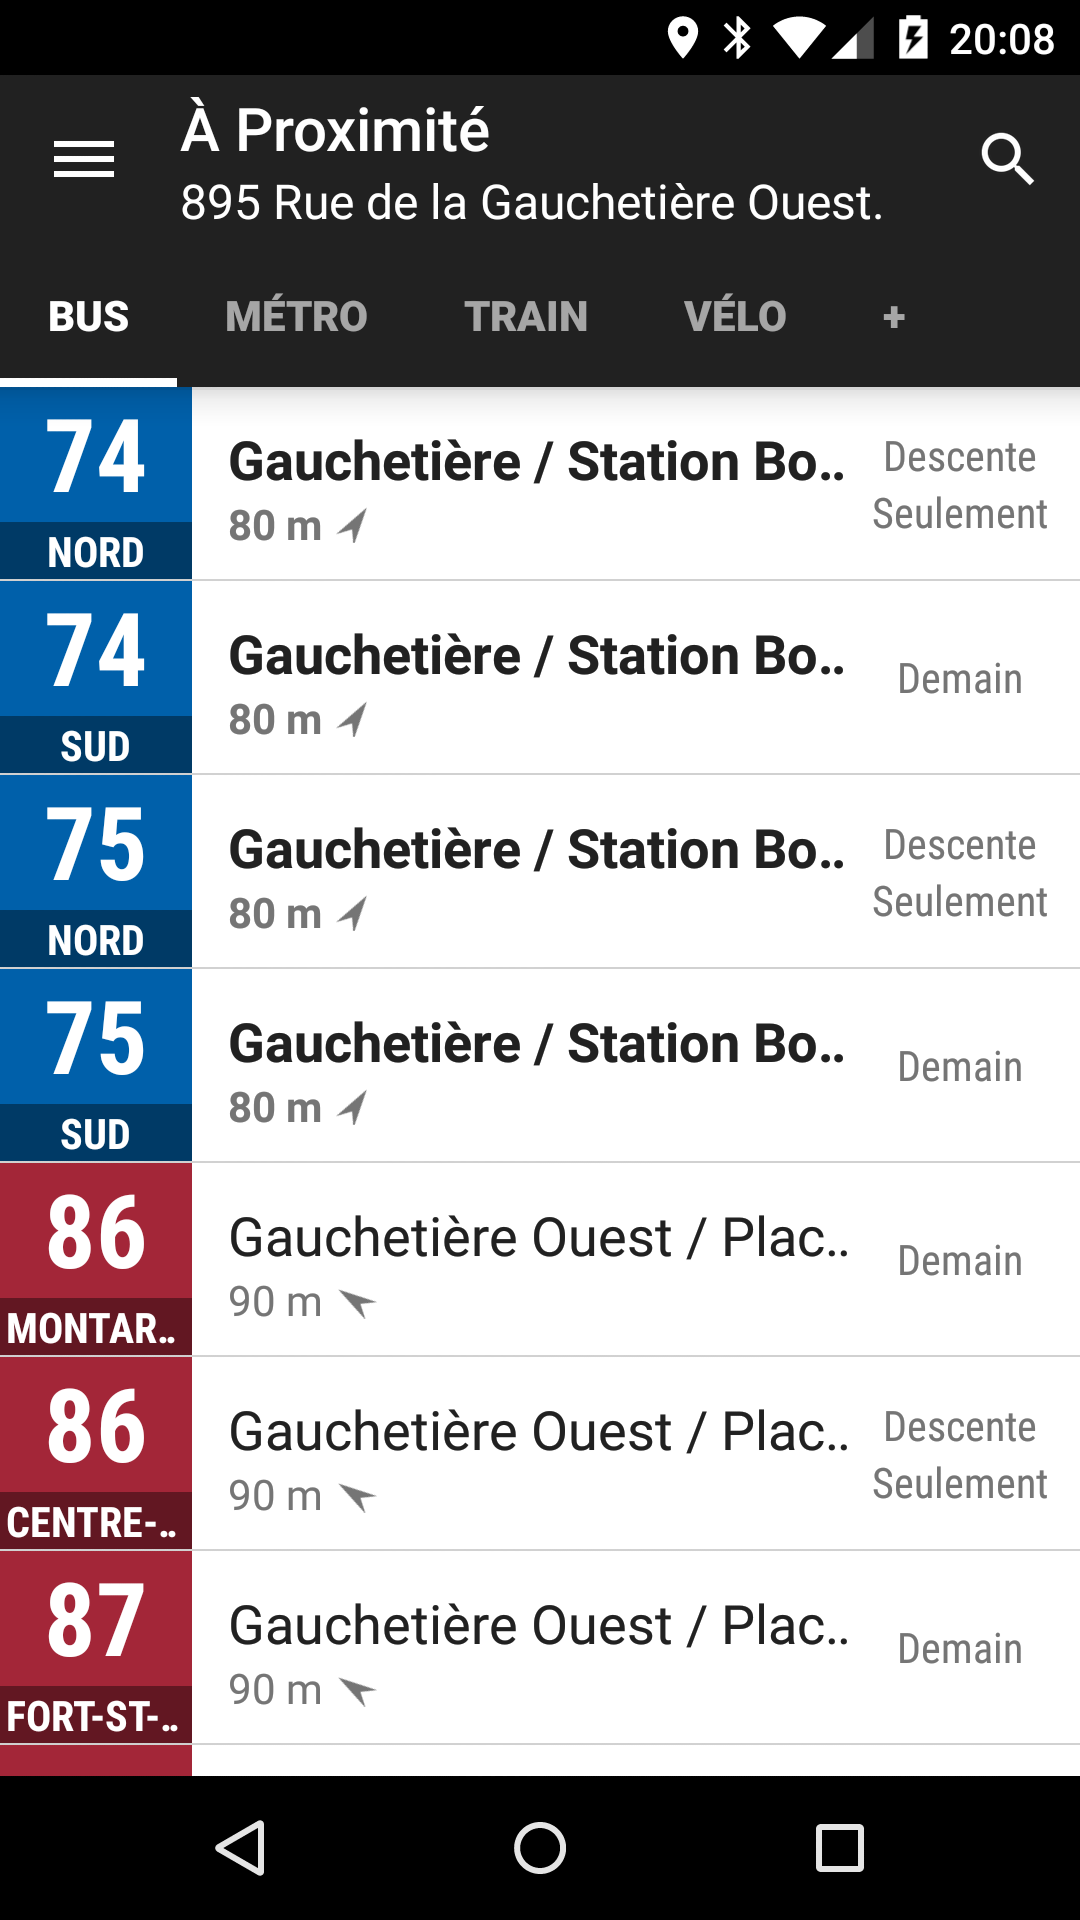 20:08
À Proximité
895 Rue de la Gauchetière Ouest.
BUS MÉTRO TRAIN VÉLO +
74
NORD
Gauchetière / Station Bo..
80 m
Descente
Seulement
74
SUD
Gauchetière / Station Bo..
80 m
Demain
75
NORD
Gauchetière / Station Bo..
80 m
Descente
Seulement
75
SUD
Gauchetière / Station Bo..
80 m
Demain
86
MONTAR..
Gauchetière Ouest / Plac..
90 m
Demain
86
CENTRE-..
Gauchetière Ouest / Plac..
90 m
Descente
Seulement
87
FORT-ST-..
Gauchetière Ouest / Plac..
90 m
Demain